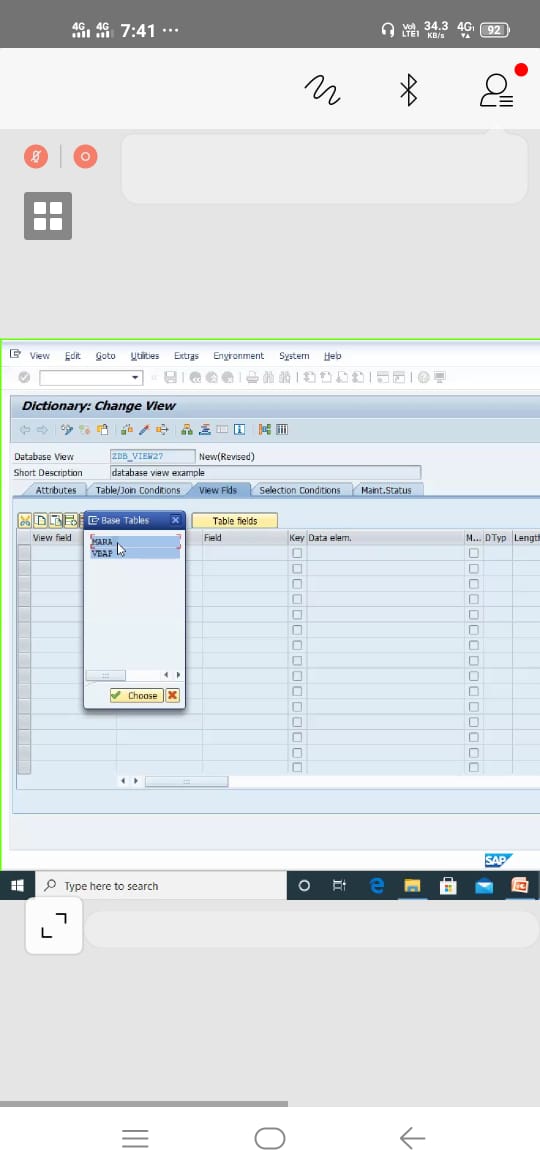 4G 4G 7:41 ... Vo) LTE1 34.3 KB/s 4G 92
View Edit Goto Utilities Extras Environment System Help
Dictionary: Change View
Database View ZDB_VIEW27 New(Revised)
Short Description database view example
Attributes Table/Join Conditions View Flds Selection Conditions Maint.Status
Base Tables Table fields
View field Field Key Data elem. M... DTyp Length
MARA
VBAP
Choose
SAP
Type here to search